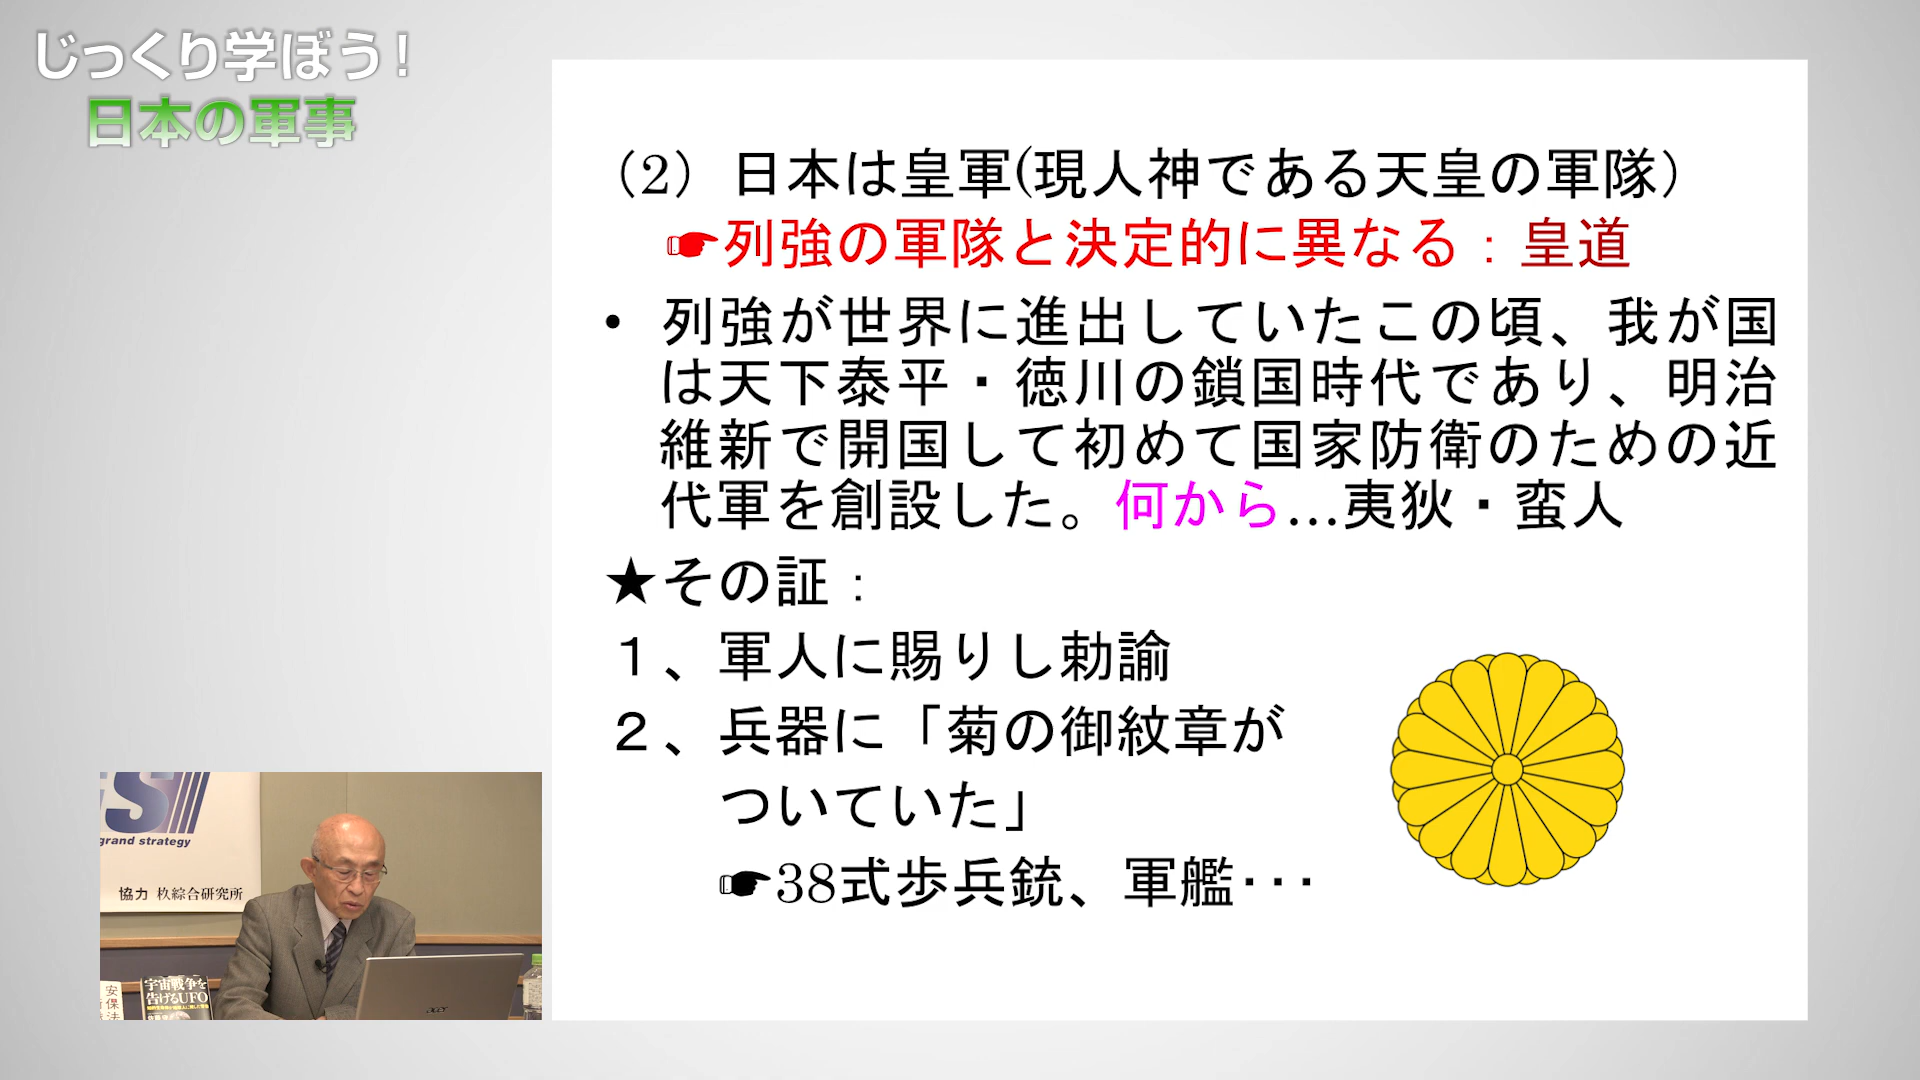 じっくり学ぼう!
日本の軍事
（2）日本は皇軍(現人神である天皇の軍隊）
☛列強の軍隊と決定的に異なる：皇道
• 列強が世界に進出していたこの頃、我が国
は天下泰平・徳川の鎖国時代であり、明治
維新で開国して初めて国家防衛のための近
代軍を創設した。何から…夷狄・蛮人
★その証：
１、軍人に賜りし勅諭
２、兵器に「菊の御紋章が
ついていた」
☛38式歩兵銃、軍艦･･･
grand strategy
協力 杦綜合研究所
安保法
宇宙戦争を
告げるUFO
acer